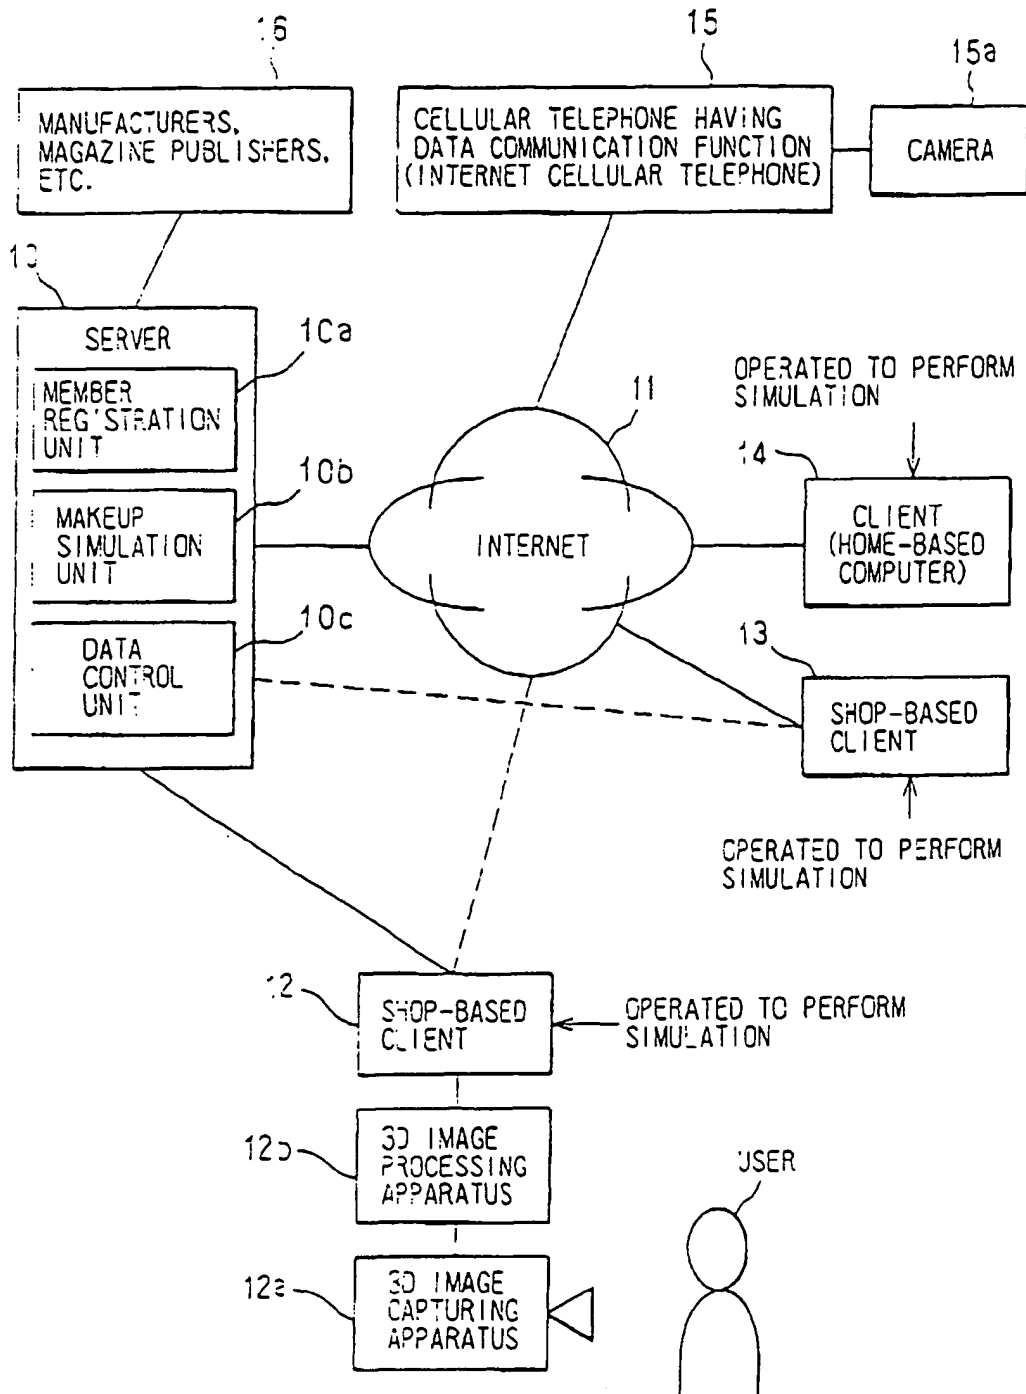 16
15
15a
MANUFACTURERS,
MAGAZINE PUBLISHERS,
ETC.
CELLULAR TELEPHONE HAVING
DATA COMMUNICATION FUNCTION
(INTERNET CELLULAR TELEPHONE)
CAMERA
10
SERVER
10a
MEMBER
REGISTRATION
UNIT
11
OPERATED TO PERFORM
SIMULATION
10b
MAKEUP
SIMULATION
UNIT
INTERNET
14
CLIENT
(HOME-BASED
COMPUTER)
10c
DATA
CONTROL
UNIT
13
SHOP-BASED
CLIENT
OPERATED TO PERFORM
SIMULATION
12
SHOP-BASED
CLIENT
OPERATED TO PERFORM
SIMULATION
12b
3D IMAGE
PROCESSING
APPARATUS
USER
12a
3D IMAGE
CAPTURING
APPARATUS